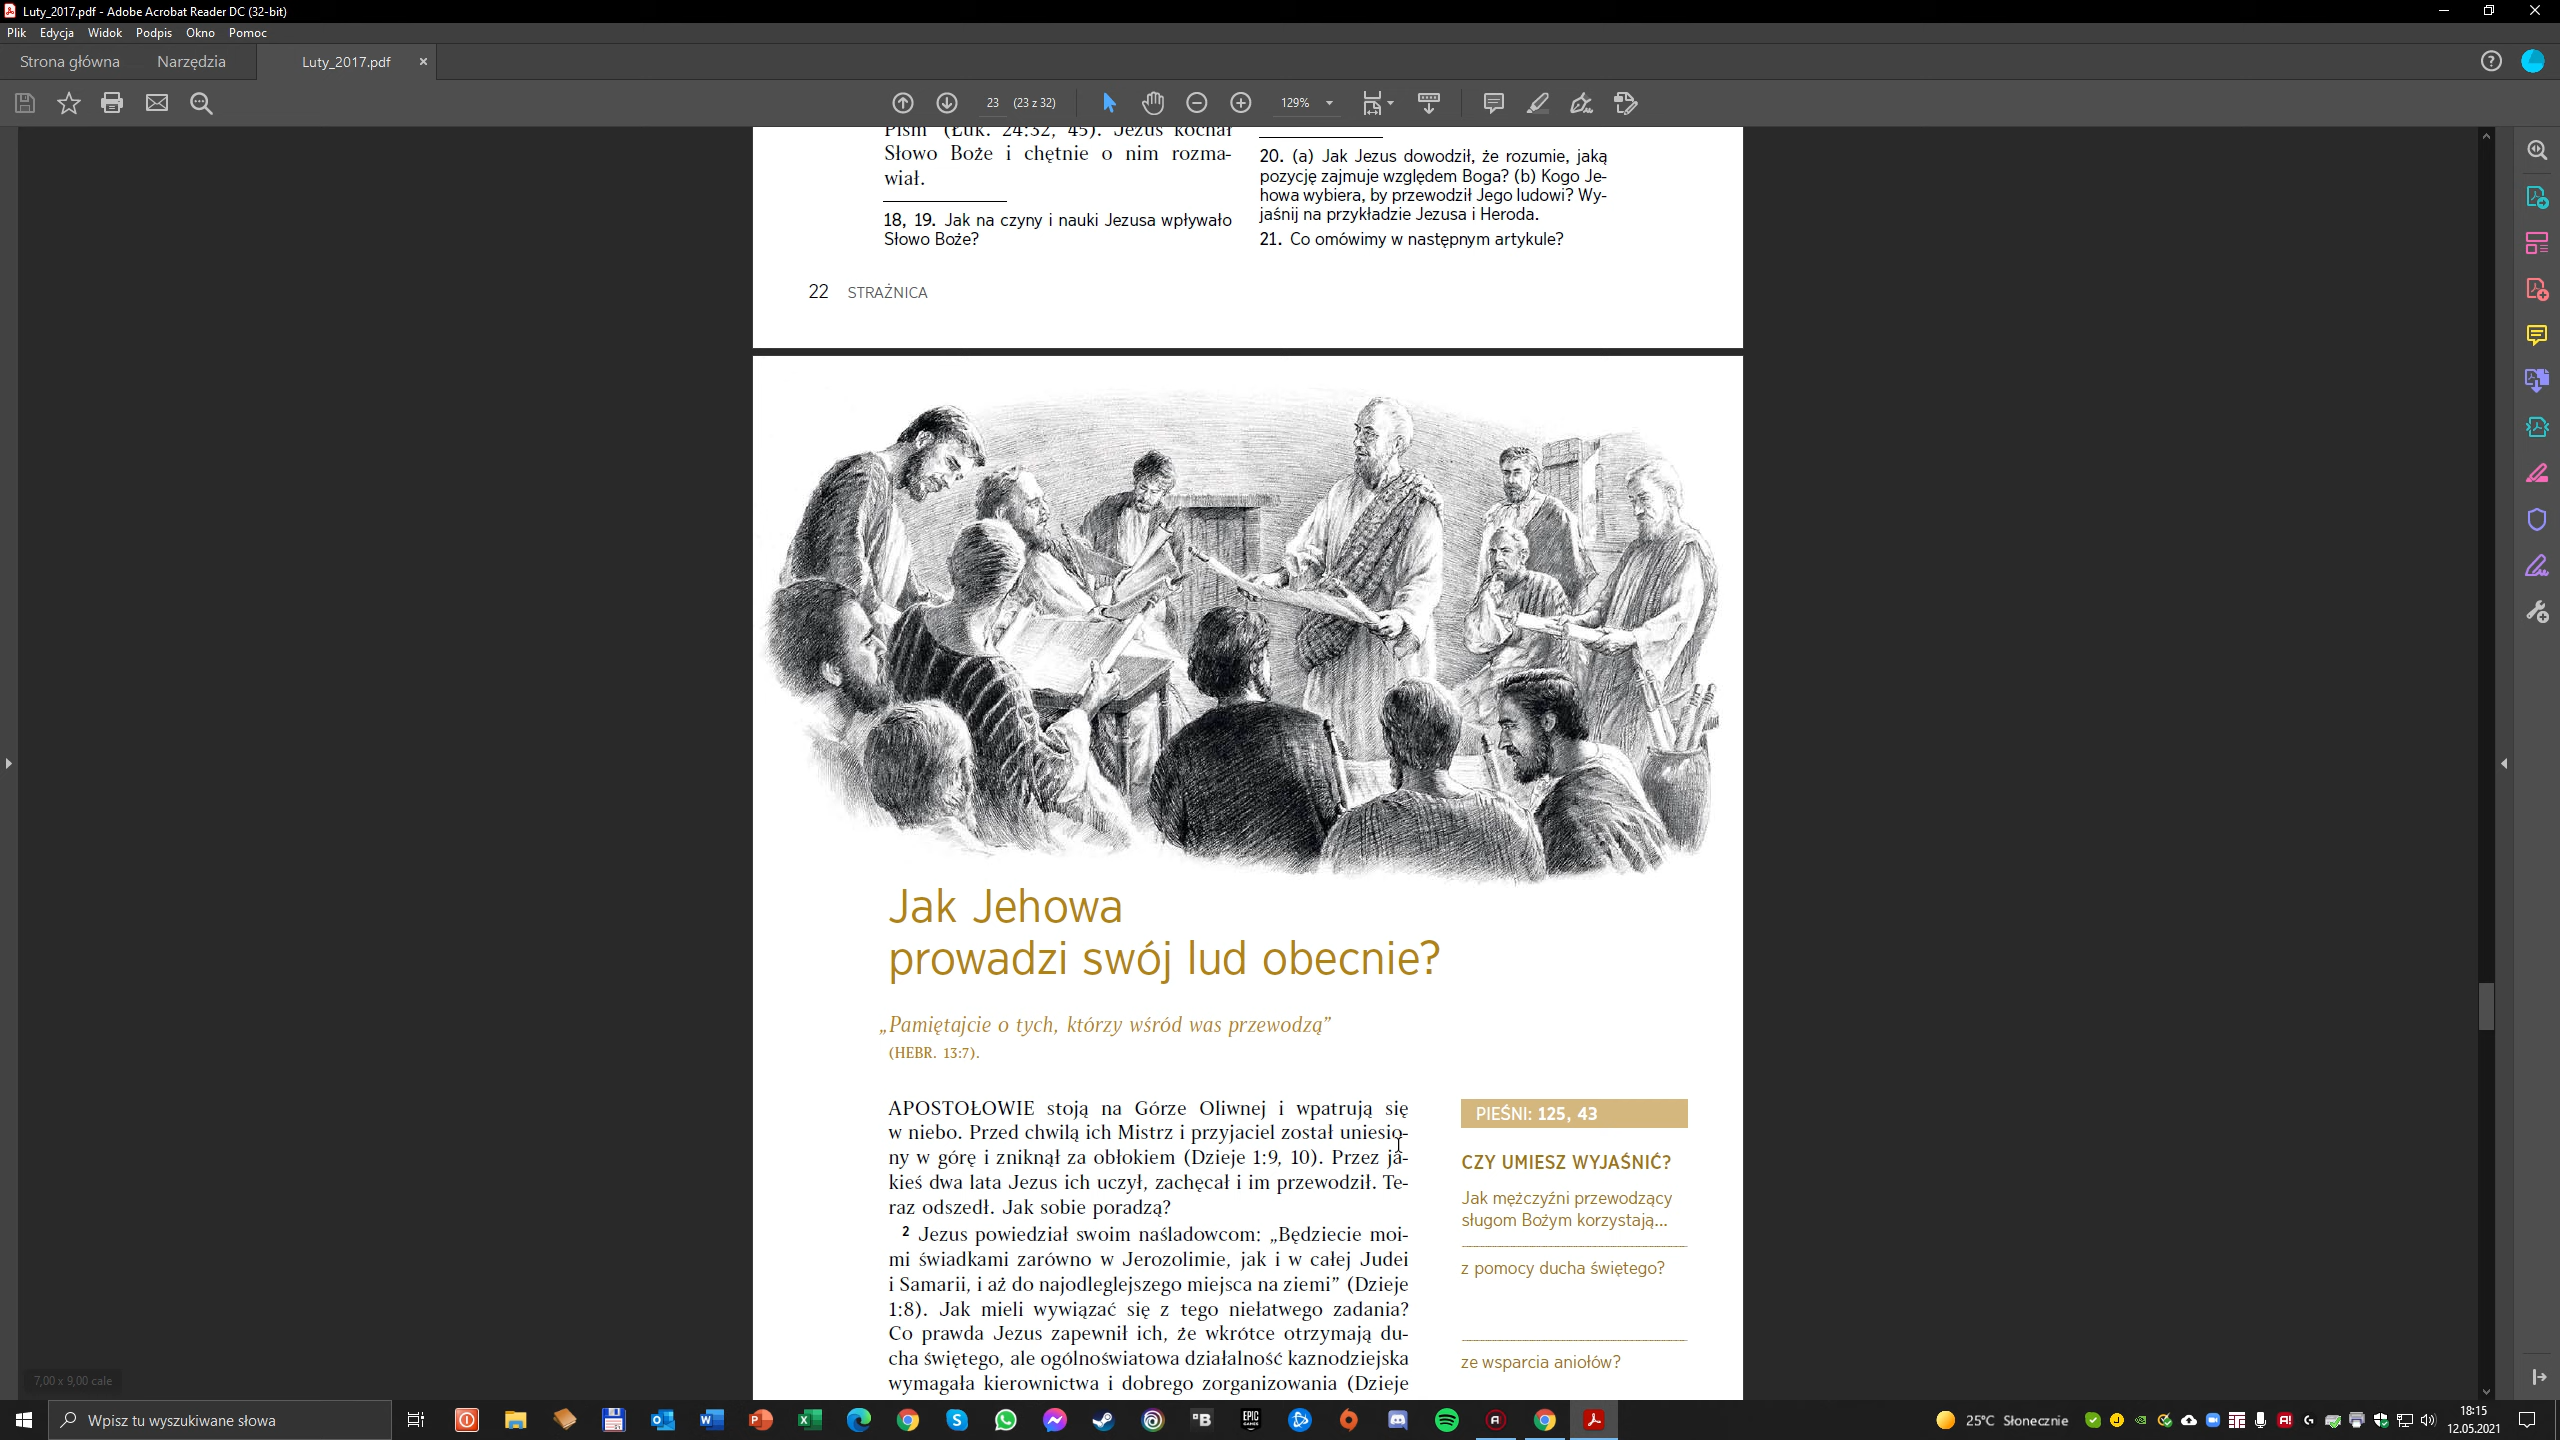 Luty_2017.pdf - Adobe Acrobat Reader DC (32-bit)
Plik Edycja Widok Podpis Okno Pomoc
Strona główna Narzędzia Luty_2017.pdf
23 (23 z 32) 129%
Pism (Łuk. 24:32, 45). Jezus kochał
Słowo Boże i chętnie o nim rozma-
wiał.
18, 19. Jak na czyny i nauki Jezusa wpływało
Słowo Boże?
20. (a) Jak Jezus dowodził, że rozumie, jaką
pozycję zajmuje względem Boga? (b) Kogo Je-
howa wybiera, by przewodził Jego ludowi? Wy-
jaśnij na przykładzie Jezusa i Heroda.
21. Co omówimy w następnym artykule?
22 STRAŻNICA
Jak Jehowa
prowadzi swój lud obecnie?
„Pamiętajcie o tych, którzy wśród was przewodzą”
(HEBR. 13:7).
APOSTOŁOWIE stoją na Górze Oliwnej i wpatrują się
w niebo. Przed chwilą ich Mistrz i przyjaciel został uniesio-
ny w górę i zniknął za obłokiem (Dzieje 1:9, 10). Przez ja-
kieś dwa lata Jezus ich uczył, zachęcał i im przewodził. Te-
raz odszedł. Jak sobie poradzą?
2 Jezus powiedział swoim naśladowcom: „Będziecie moi-
mi świadkami zarówno w Jerozolimie, jak i w całej Judei
i Samarii, i aż do najodleglejszego miejsca na ziemi” (Dzieje
1:8). Jak mieli wywiązać się z tego niełatwego zadania?
Co prawda Jezus zapewnił ich, że wkrótce otrzymają du-
cha świętego, ale ogólnoświatowa działalność kaznodziejska
wymagała kierownictwa i dobrego zorganizowania (Dzieje
PIEŚNI: 125, 43
CZY UMIESZ WYJAŚNIĆ?
Jak mężczyźni przewodzący
sługom Bożym korzystają...
z pomocy ducha świętego?
ze wsparcia aniołów?
7,00 x 9,00 cale
Wpisz tu wyszukiwane słowa
EPIC
GAMES
25°C Słonecznie
18:15
12.05.2021